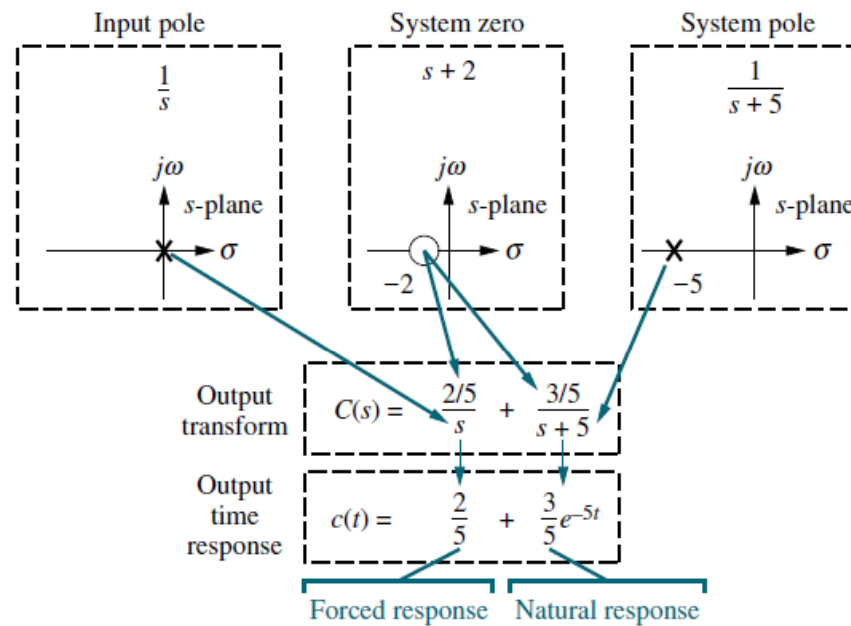 Input pole
System zero
System pole
1/s
s + 2
1/(s + 5)
jω
s-plane
σ
jω
s-plane
σ
−2
jω
s-plane
σ
−5
Output transform
C(s) = 2/5/s + 3/5/(s + 5)
Output time response
c(t) = 2/5 + 3/5 e^−5t
Forced response
Natural response